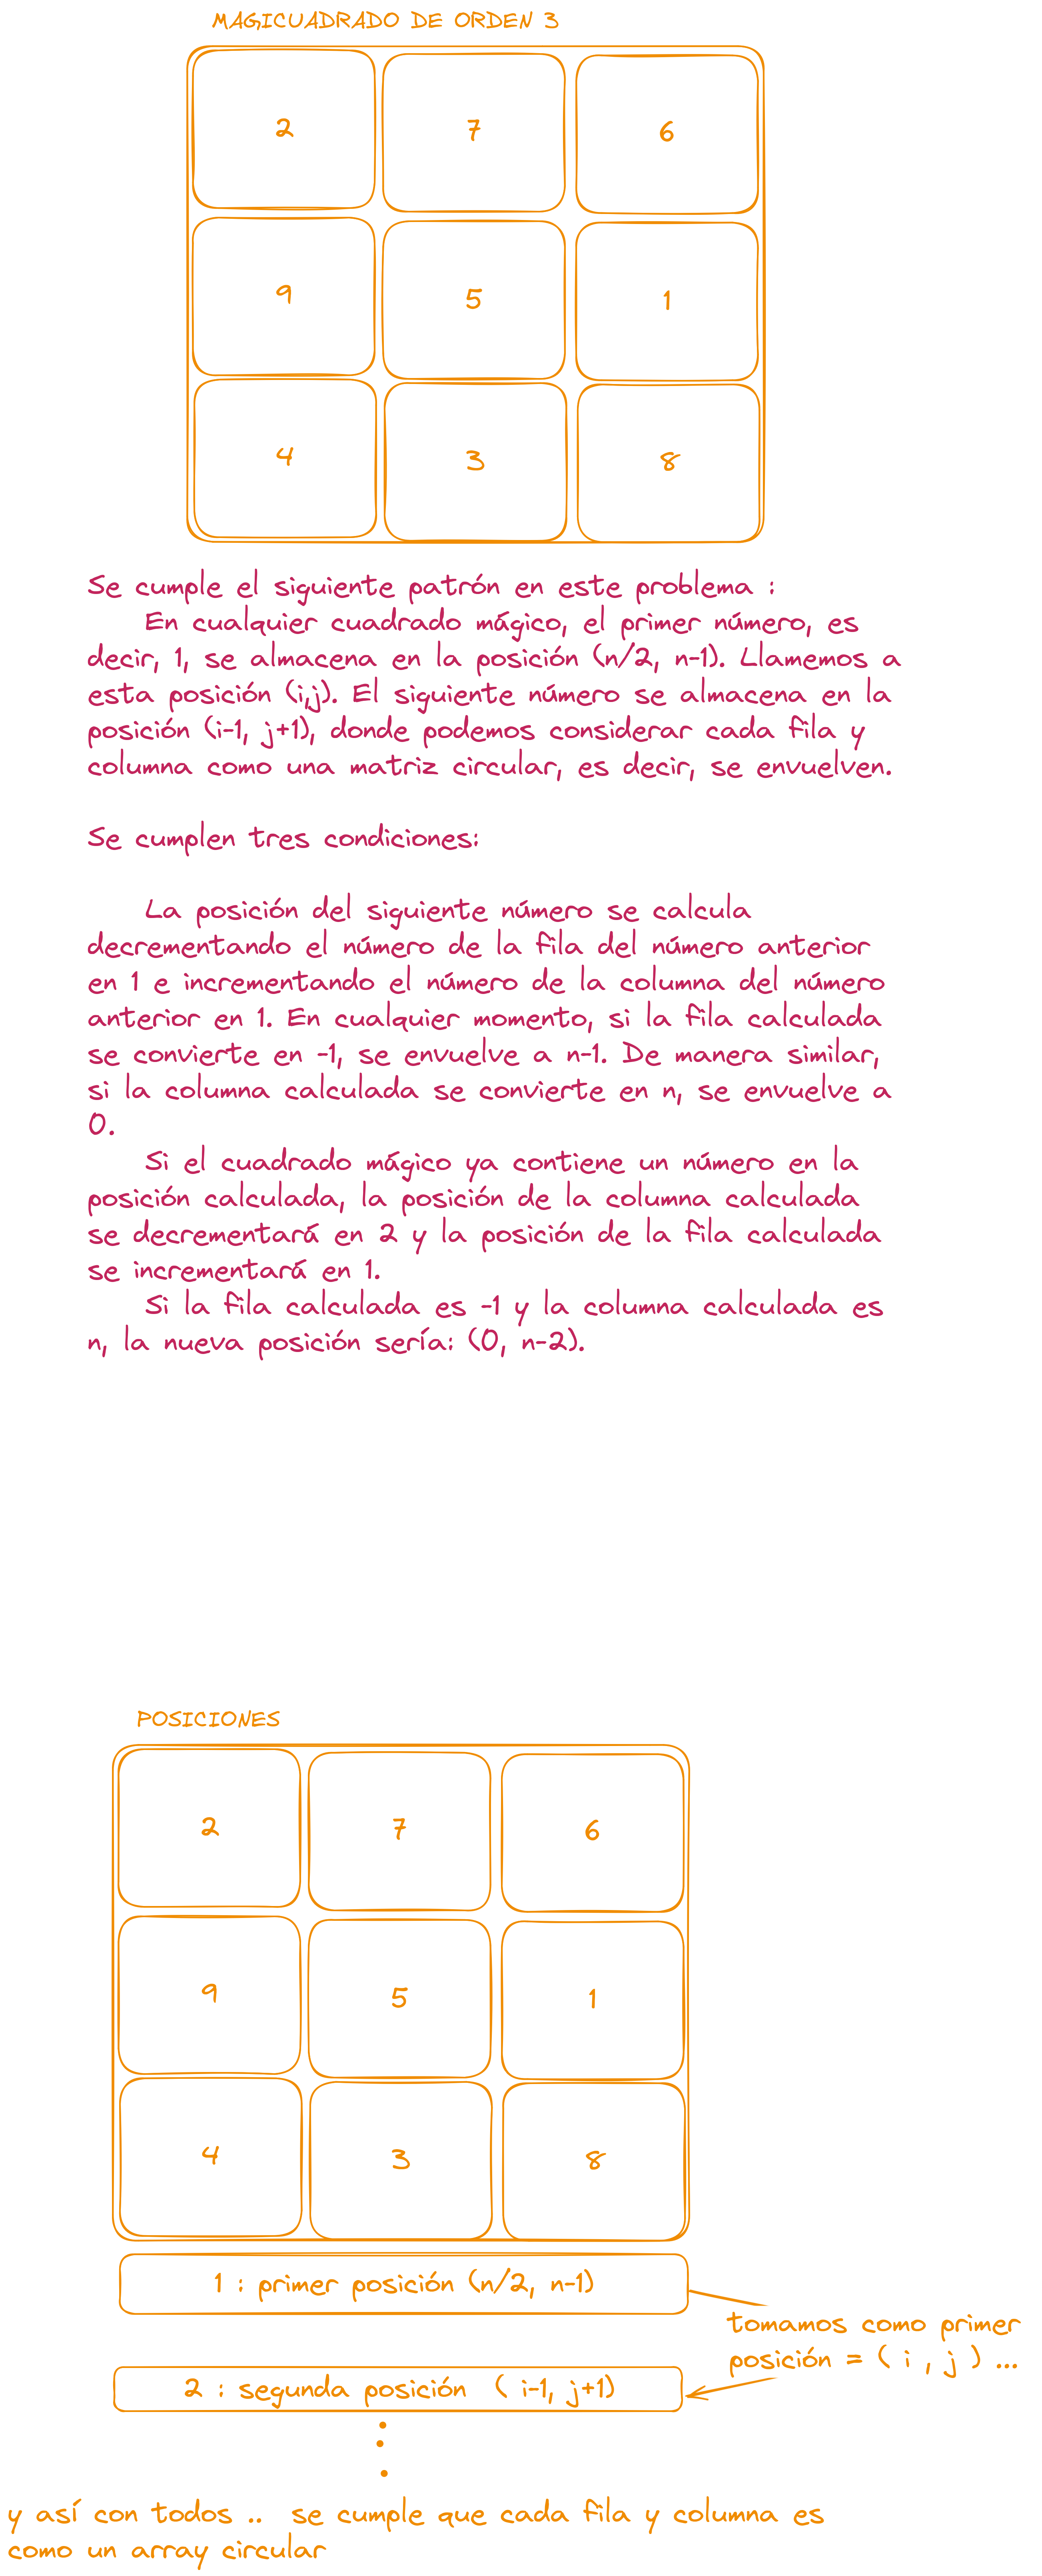 MAGICUADRADO DE ORDEN 3
2 7 6
9 5 1
4 3 8
Se cumple el siguiente patrón en este problema :
En cualquier cuadrado mágico, el primer número, es
decir, 1, se almacena en la posición (n/2, n-1). Llamemos a
esta posición (i,j). El siguiente número se almacena en la
posición (i-1, j+1), donde podemos considerar cada fila y
columna como una matriz circular, es decir, se envuelven.
Se cumplen tres condiciones:
La posición del siguiente número se calcula
decrementando el número de la fila del número anterior
en 1 e incrementando el número de la columna del número
anterior en 1. En cualquier momento, si la fila calculada
se convierte en -1, se envuelve a n-1. De manera similar,
si la columna calculada se convierte en n, se envuelve a
0.
Si el cuadrado mágico ya contiene un número en la
posición calculada, la posición de la columna calculada
se decrementará en 2 y la posición de la fila calculada
se incrementará en 1.
Si la fila calculada es -1 y la columna calculada es
n, la nueva posición sería: (0, n-2).
POSICIONES
2 7 6
9 5 1
4 3 8
1 : primer posición (n/2, n-1)
tomamos como primer
posición = ( i , j ) ...
2 : segunda posición ( i-1, j+1)
y así con todos .. se cumple que cada fila y columna es
como un array circular